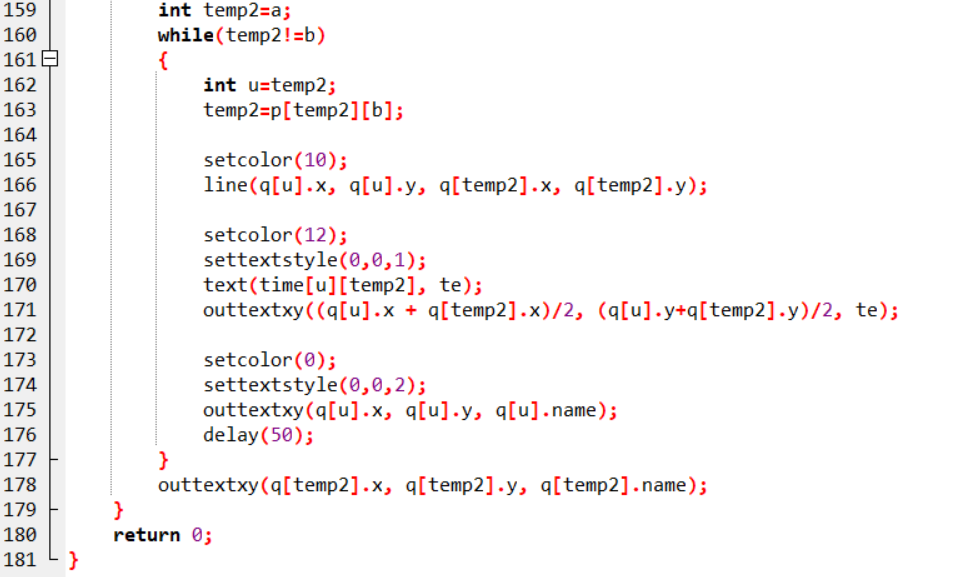 159 int temp2=a;
160 while(temp2!=b)
161 {
162 int u=temp2;
163 temp2=p[temp2][b];
164
165 setcolor(10);
166 line(q[u].x, q[u].y, q[temp2].x, q[temp2].y);
167
168 setcolor(12);
169 settextstyle(0,0,1);
170 text(time[u][temp2], te);
171 outtextxy((q[u].x + q[temp2].x)/2, (q[u].y+q[temp2].y)/2, te);
172
173 setcolor(0);
174 settextstyle(0,0,2);
175 outtextxy(q[u].x, q[u].y, q[u].name);
176 delay(50);
177 }
178 outtextxy(q[temp2].x, q[temp2].y, q[temp2].name);
179 }
180 return 0;
181 }